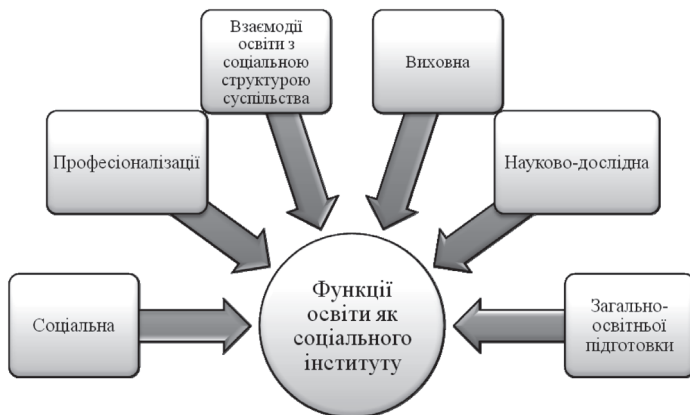 Взаємодії
освіти з
соціальною
структурою
суспільства
Виховна
Професіоналізації
Науково-дослідна
Соціальна
Функції
освіти як
соціального
інституту
Загально-
освітньої
підготовки